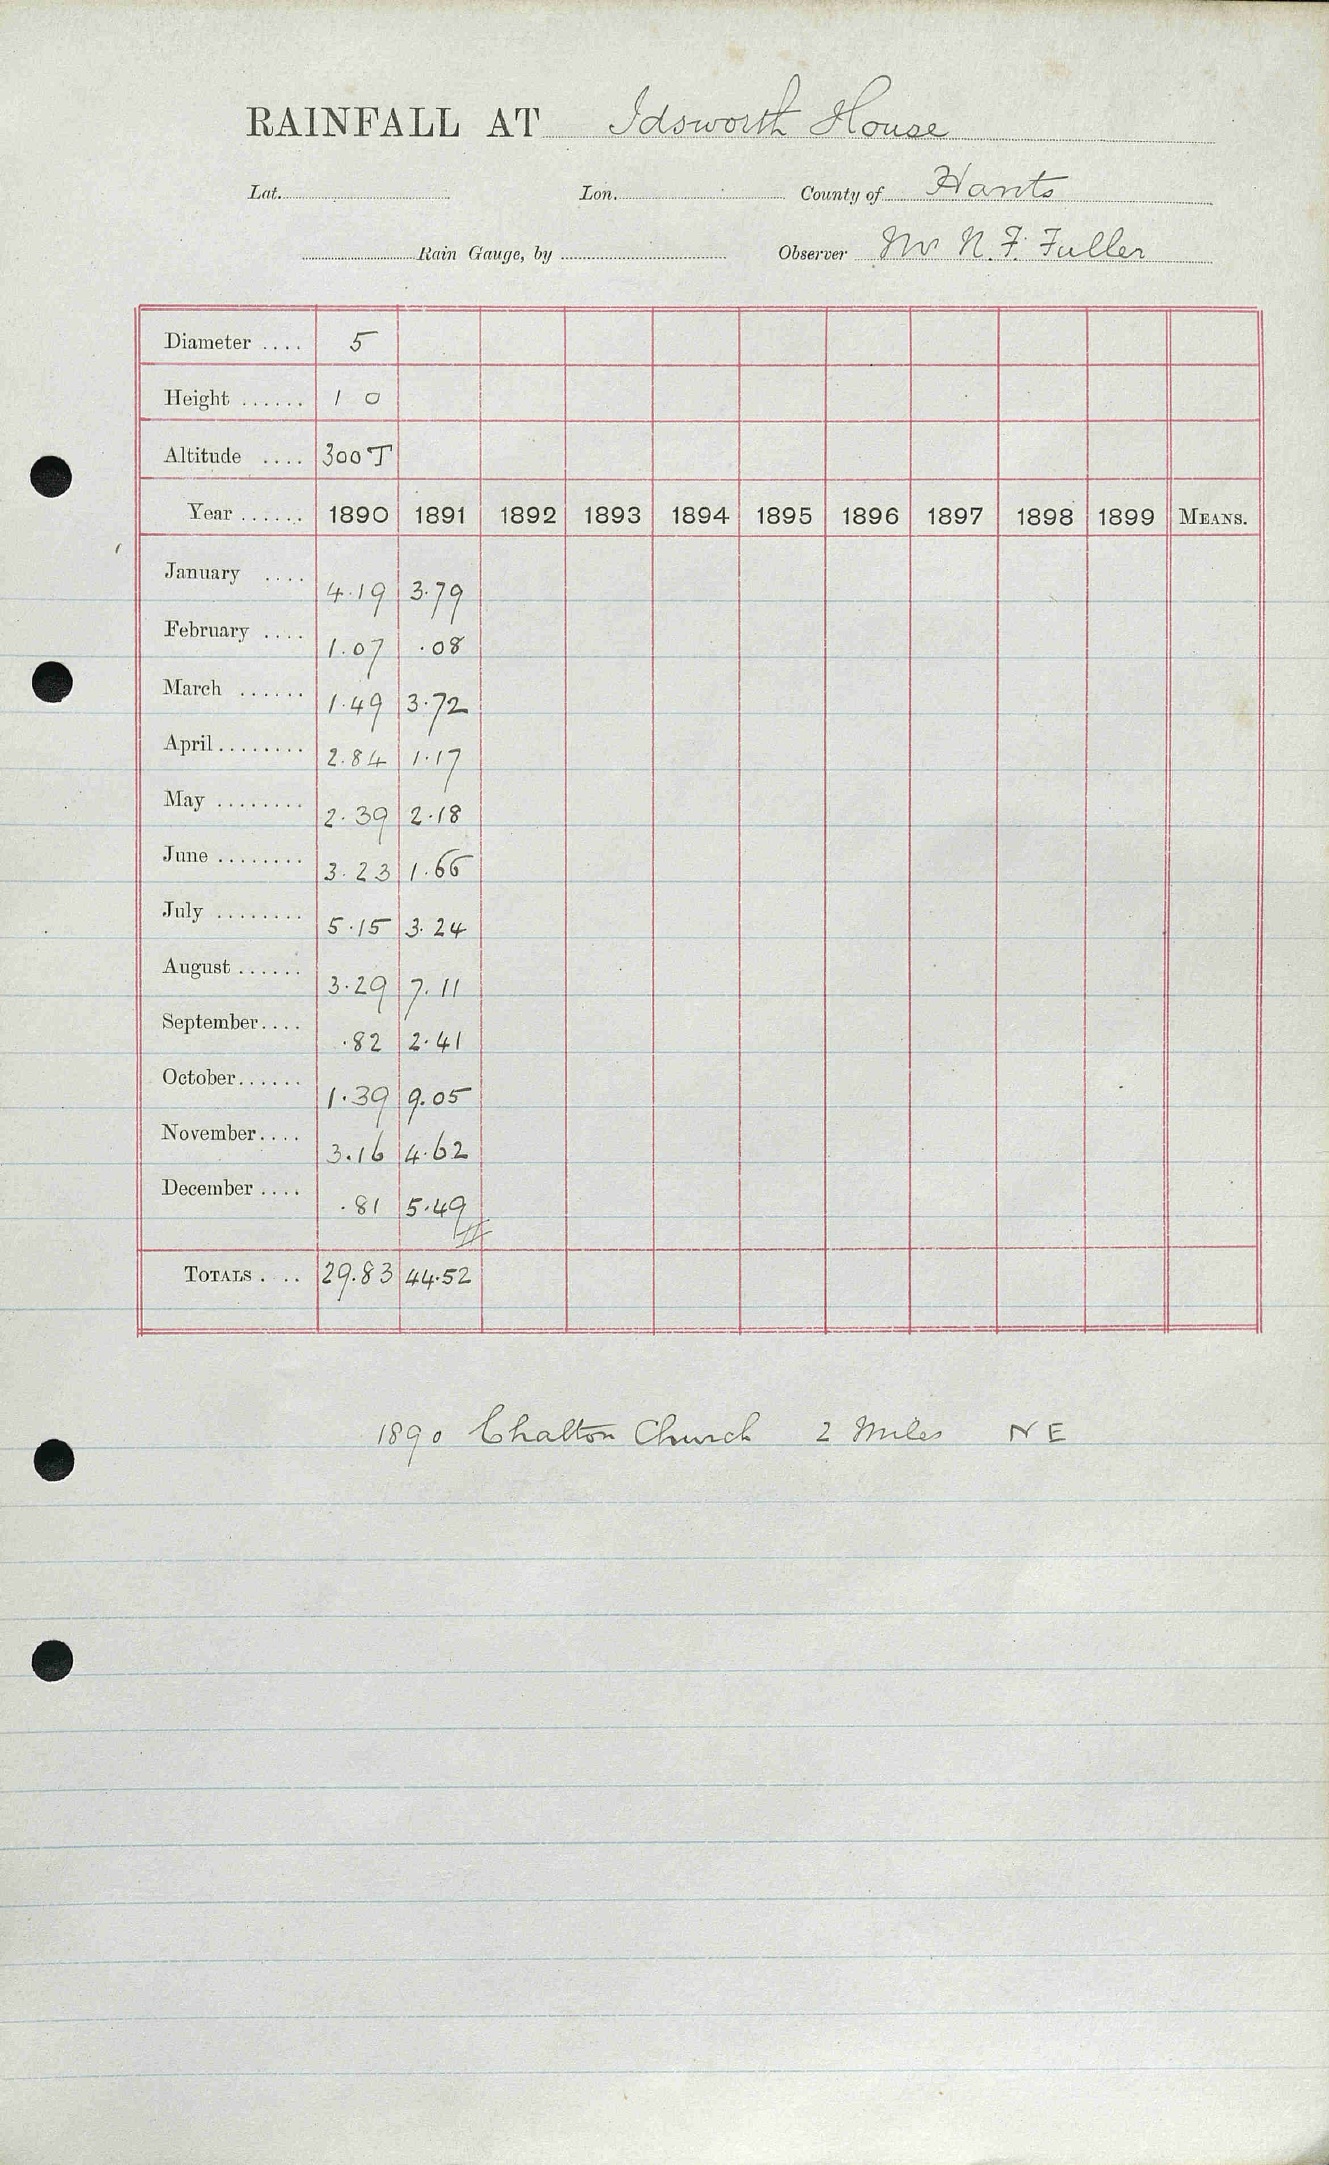 RAINFALL AT Idsworth House
Lat. Lon. County of Hants
Rain Gauge, by Observer Mr N. F. Fuller
Diameter .... 5
Height ...... 1 0
Altitude .... 300 T
Year ...... 1890 1891 1892 1893 1894 1895 1896 1897 1898 1899 MEANS.
January .... 4.19 3.79
February .... 1.07 .08
March ...... 1.49 3.72
April ........ 2.84 1.17
May ........ 2.39 2.18
June ........ 3.23 1.66
July ........ 5.15 3.24
August ...... 3.29 7.11
September .... .82 2.41
October ...... 1.39 9.05
November .... 3.16 4.62
December .... .81 5.49
TOTALS .... 29.83 44.52
1890 Chalton Church 2 Miles NE